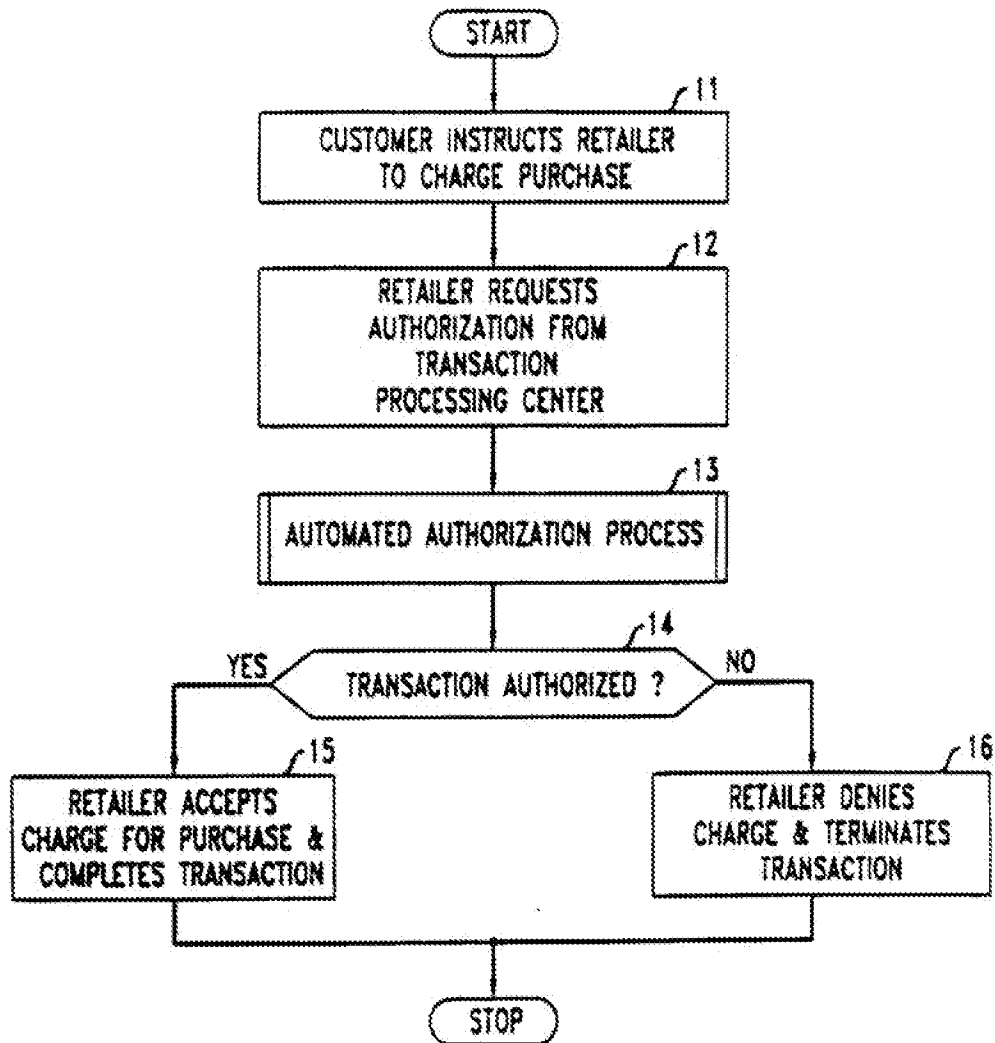 START
11
CUSTOMER INSTRUCTS RETAILER
TO CHARGE PURCHASE
12
RETAILER REQUESTS
AUTHORIZATION FROM
TRANSACTION
PROCESSING CENTER
13
AUTOMATED AUTHORIZATION PROCESS
14
YES
TRANSACTION AUTHORIZED ?
NO
15
RETAILER ACCEPTS
CHARGE FOR PURCHASE &
COMPLETES TRANSACTION
16
RETAILER DENIES
CHARGE & TERMINATES
TRANSACTION
STOP